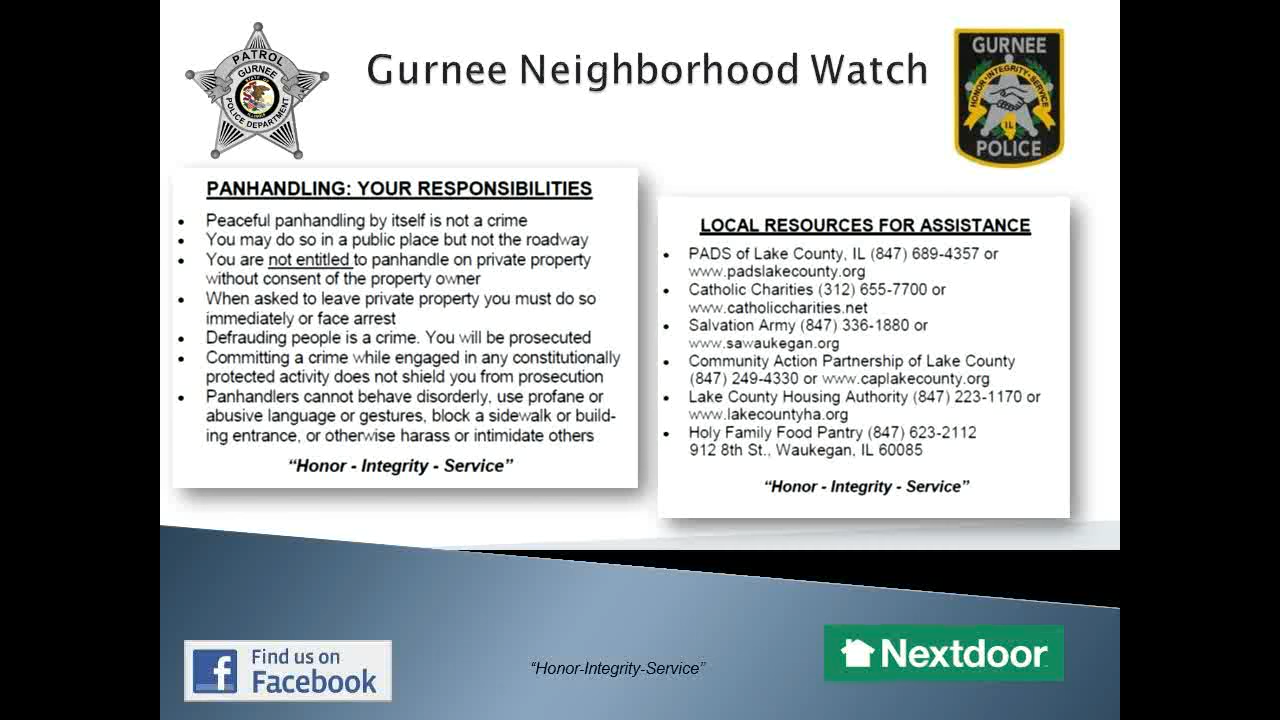 PATROL
GURNEE
POLICE DEPARTMENT
Gurnee Neighborhood Watch
GURNEE
HONOR-INTEGRITY-SERVICE
IL
POLICE
PANHANDLING: YOUR RESPONSIBILITIES
• Peaceful panhandling by itself is not a crime
• You may do so in a public place but not the roadway
• You are not entitled to panhandle on private property
without consent of the property owner
• When asked to leave private property you must do so
immediately or face arrest
• Defrauding people is a crime. You will be prosecuted
• Committing a crime while engaged in any constitutionally
protected activity does not shield you from prosecution
• Panhandlers cannot behave disorderly, use profane or
abusive language or gestures, block a sidewalk or build-
ing entrance, or otherwise harass or intimidate others
“Honor - Integrity - Service”
LOCAL RESOURCES FOR ASSISTANCE
• PADS of Lake County, IL (847) 689-4357 or
www.padslakecounty.org
• Catholic Charities (312) 655-7700 or
www.catholiccharities.net
• Salvation Army (847) 336-1880 or
www.sawaukegan.org
• Community Action Partnership of Lake County
(847) 249-4330 or www.caplakecounty.org
• Lake County Housing Authority (847) 223-1170 or
www.lakecountyha.org
• Holy Family Food Pantry (847) 623-2112
912 8th St., Waukegan, IL 60085
“Honor - Integrity - Service”
Find us on
Facebook
“Honor-Integrity-Service”
Nextdoor